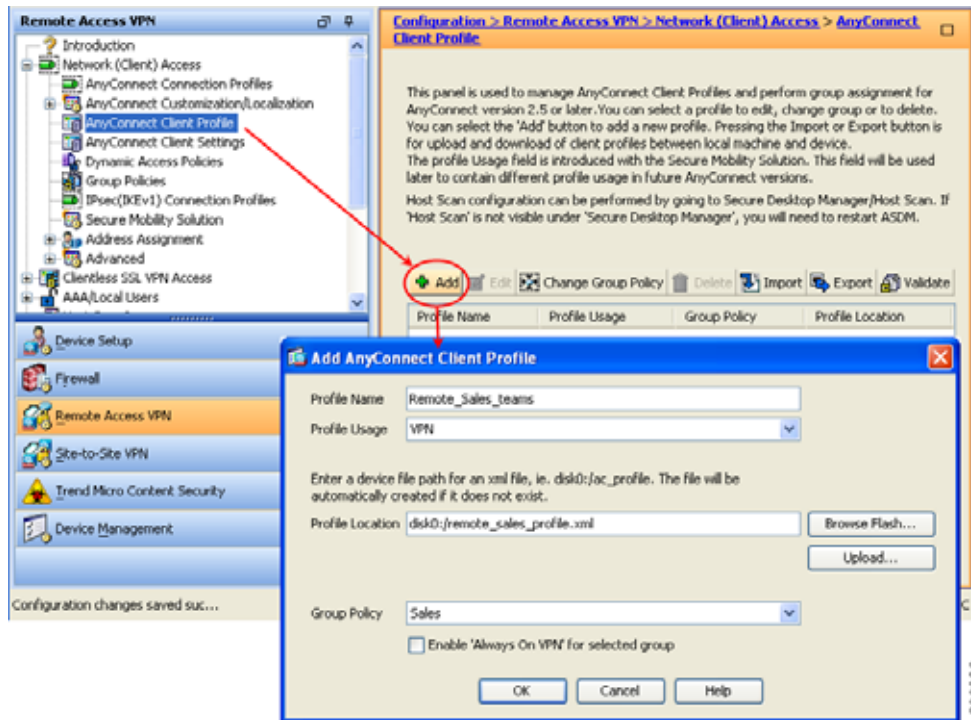 Remote Access VPN
Introduction
Network (Client) Access
AnyConnect Connection Profiles
AnyConnect Customization/Localization
AnyConnect Client Profile
AnyConnect Client Settings
Dynamic Access Policies
Group Policies
IPsec(IKEv1) Connection Profiles
Secure Mobility Solution
Address Assignment
Advanced
Clientless SSL VPN Access
AAA/Local Users
Device Setup
Firewall
Remote Access VPN
Site-to-Site VPN
Trend Micro Content Security
Device Management
Configuration changes saved suc...
Configuration > Remote Access VPN > Network (Client) Access > AnyConnect
Client Profile
This panel is used to manage AnyConnect Client Profiles and perform group assignment for
AnyConnect version 2.5 or later.You can select a profile to edit, change group or to delete.
You can select the 'Add' button to add a new profile. Pressing the Import or Export button is
for upload and download of client profiles between local machine and device.
The profile Usage field is introduced with the Secure Mobility Solution. This field will be used
later to contain different profile usage in future AnyConnect versions.
Host Scan configuration can be performed by going to Secure Desktop Manager/Host Scan. If
'Host Scan' is not visible under 'Secure Desktop Manager', you will need to restart ASDM.
Add Edit Change Group Policy Delete Import Export Validate
Profile Name Profile Usage Group Policy Profile Location
Add AnyConnect Client Profile
Profile Name Remote_Sales_teams
Profile Usage VPN
Enter a device file path for an xml file, ie. disk0:/ac_profile. The file will be
automatically created if it does not exist.
Profile Location disk0:/remote_sales_profile.xml Browse Flash...
Upload...
Group Policy Sales
Enable 'Always On VPN' for selected group
OK Cancel Help